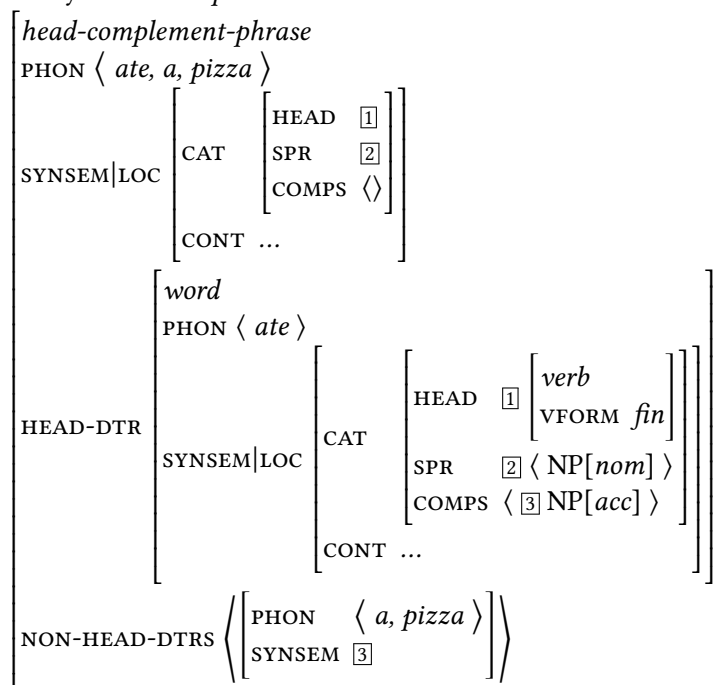 head-complement-phrase
PHON ⟨ ate, a, pizza ⟩
HEAD 1
CAT SPR 2
SYNSEM|LOC COMPS ⟨⟩
CONT ...
word
PHON ⟨ ate ⟩
verb
HEAD 1 VFORM fin
HEAD-DTR CAT
SYNSEM|LOC SPR 2 ⟨ NP[nom] ⟩
COMPS ⟨ 3 NP[acc] ⟩
CONT ...
PHON ⟨ a, pizza ⟩
NON-HEAD-DTRS ⟨ ⟩
SYNSEM 3